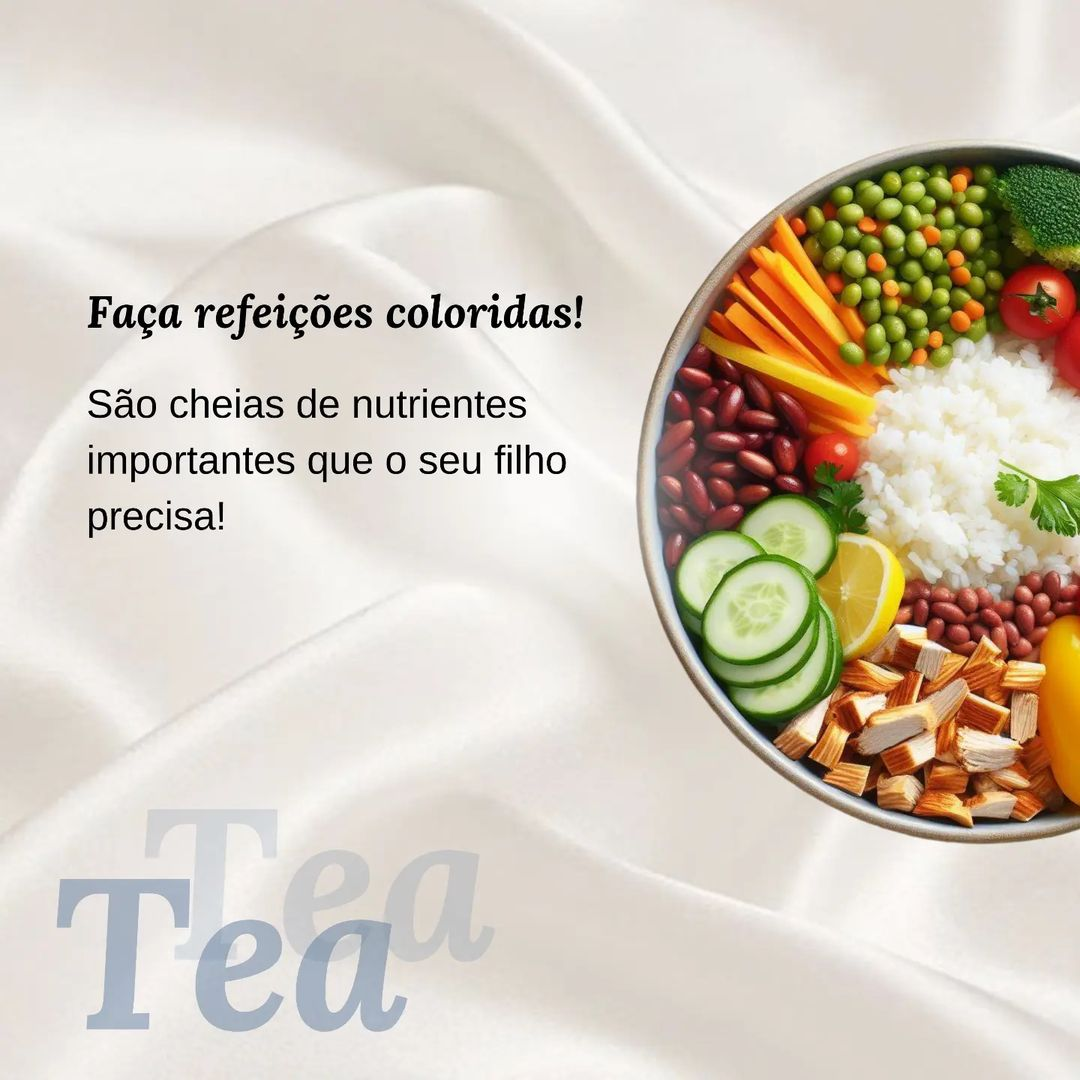 Faça refeições coloridas!
São cheias de nutrientes
importantes que o seu filho
precisa!
Tea
Tea